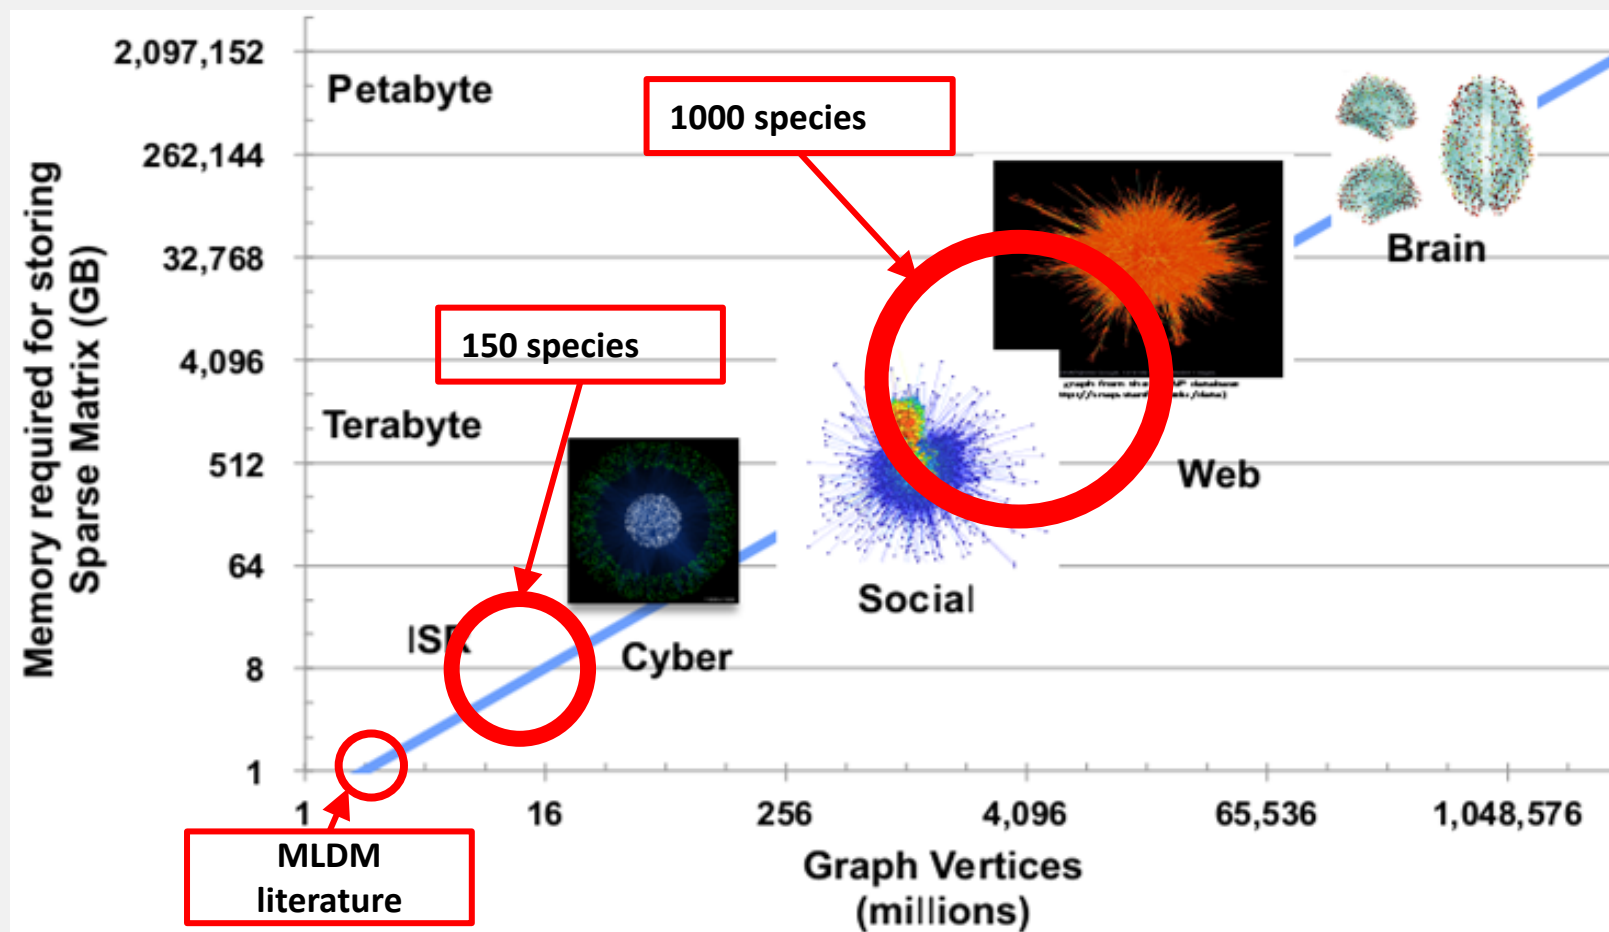 2,097,152
Petabyte
1000 species
262,144
32,768
Brain
150 species
4,096
Terabyte
512
Web
64
Social
ISR
Cyber
8
1
1
16
256
4,096
65,536
1,048,576
MLDM
literature
Graph Vertices
(millions)
Memory required for storing
Sparse Matrix (GB)